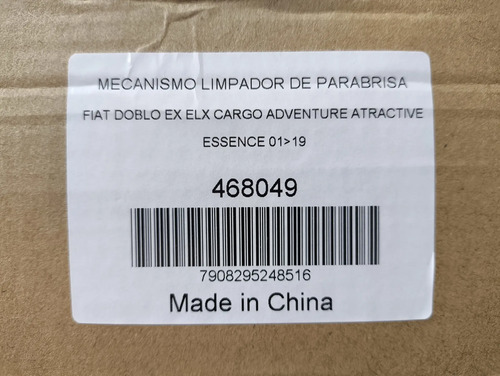 MECANISMO LIMPADOR DE PARABRISA
FIAT DOBLO EX ELX CARGO ADVENTURE ATRACTIVE
ESSENCE 01>19
468049
7908295248516
Made in China